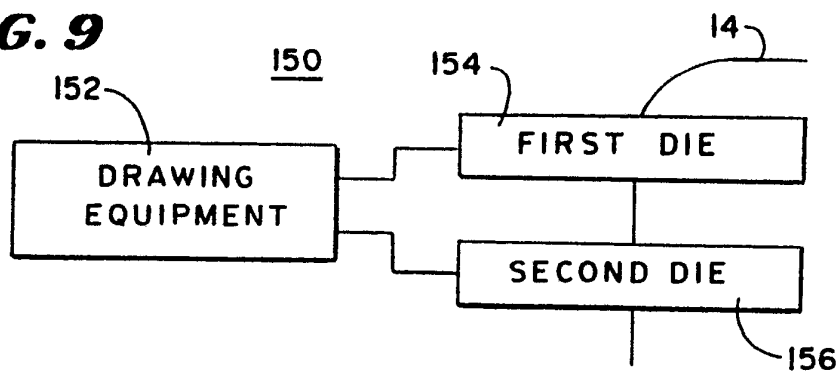 G. 9
150
14
152
154
FIRST DIE
DRAWING
EQUIPMENT
SECOND DIE
156